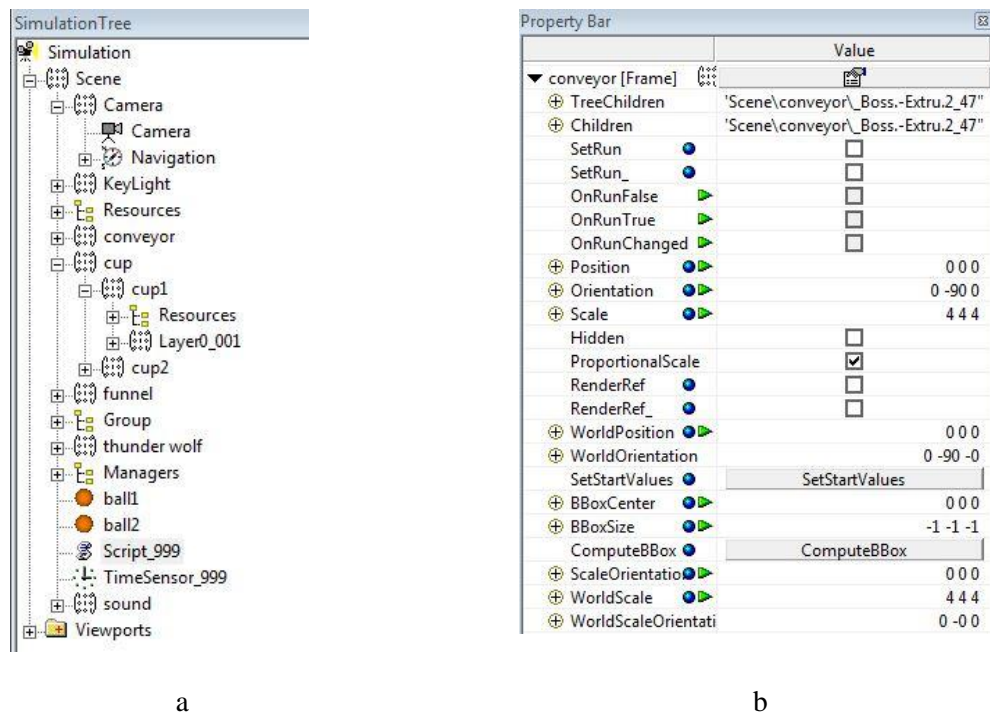 SimulationTree
Simulation
Scene
Camera
Camera
Navigation
KeyLight
Resources
conveyor
cup
cup1
Resources
Layer0_001
cup2
funnel
Group
thunder wolf
Managers
ball1
ball2
Script_999
TimeSensor_999
sound
Viewports
a
Property Bar
Value
conveyor [Frame]
TreeChildren 'Scene\conveyor\_Boss.-Extru.2_47"
Children 'Scene\conveyor\_Boss.-Extru.2_47"
SetRun
SetRun_
OnRunFalse
OnRunTrue
OnRunChanged
Position 0 0 0
Orientation 0 -90 0
Scale 4 4 4
Hidden
ProportionalScale
RenderRef
RenderRef_
WorldPosition 0 0 0
WorldOrientation 0 -90 -0
SetStartValues SetStartValues
BBoxCenter 0 0 0
BBoxSize -1 -1 -1
ComputeBBox ComputeBBox
ScaleOrientatio 0 0 0
WorldScale 4 4 4
WorldScaleOrientati 0 -0 0
b